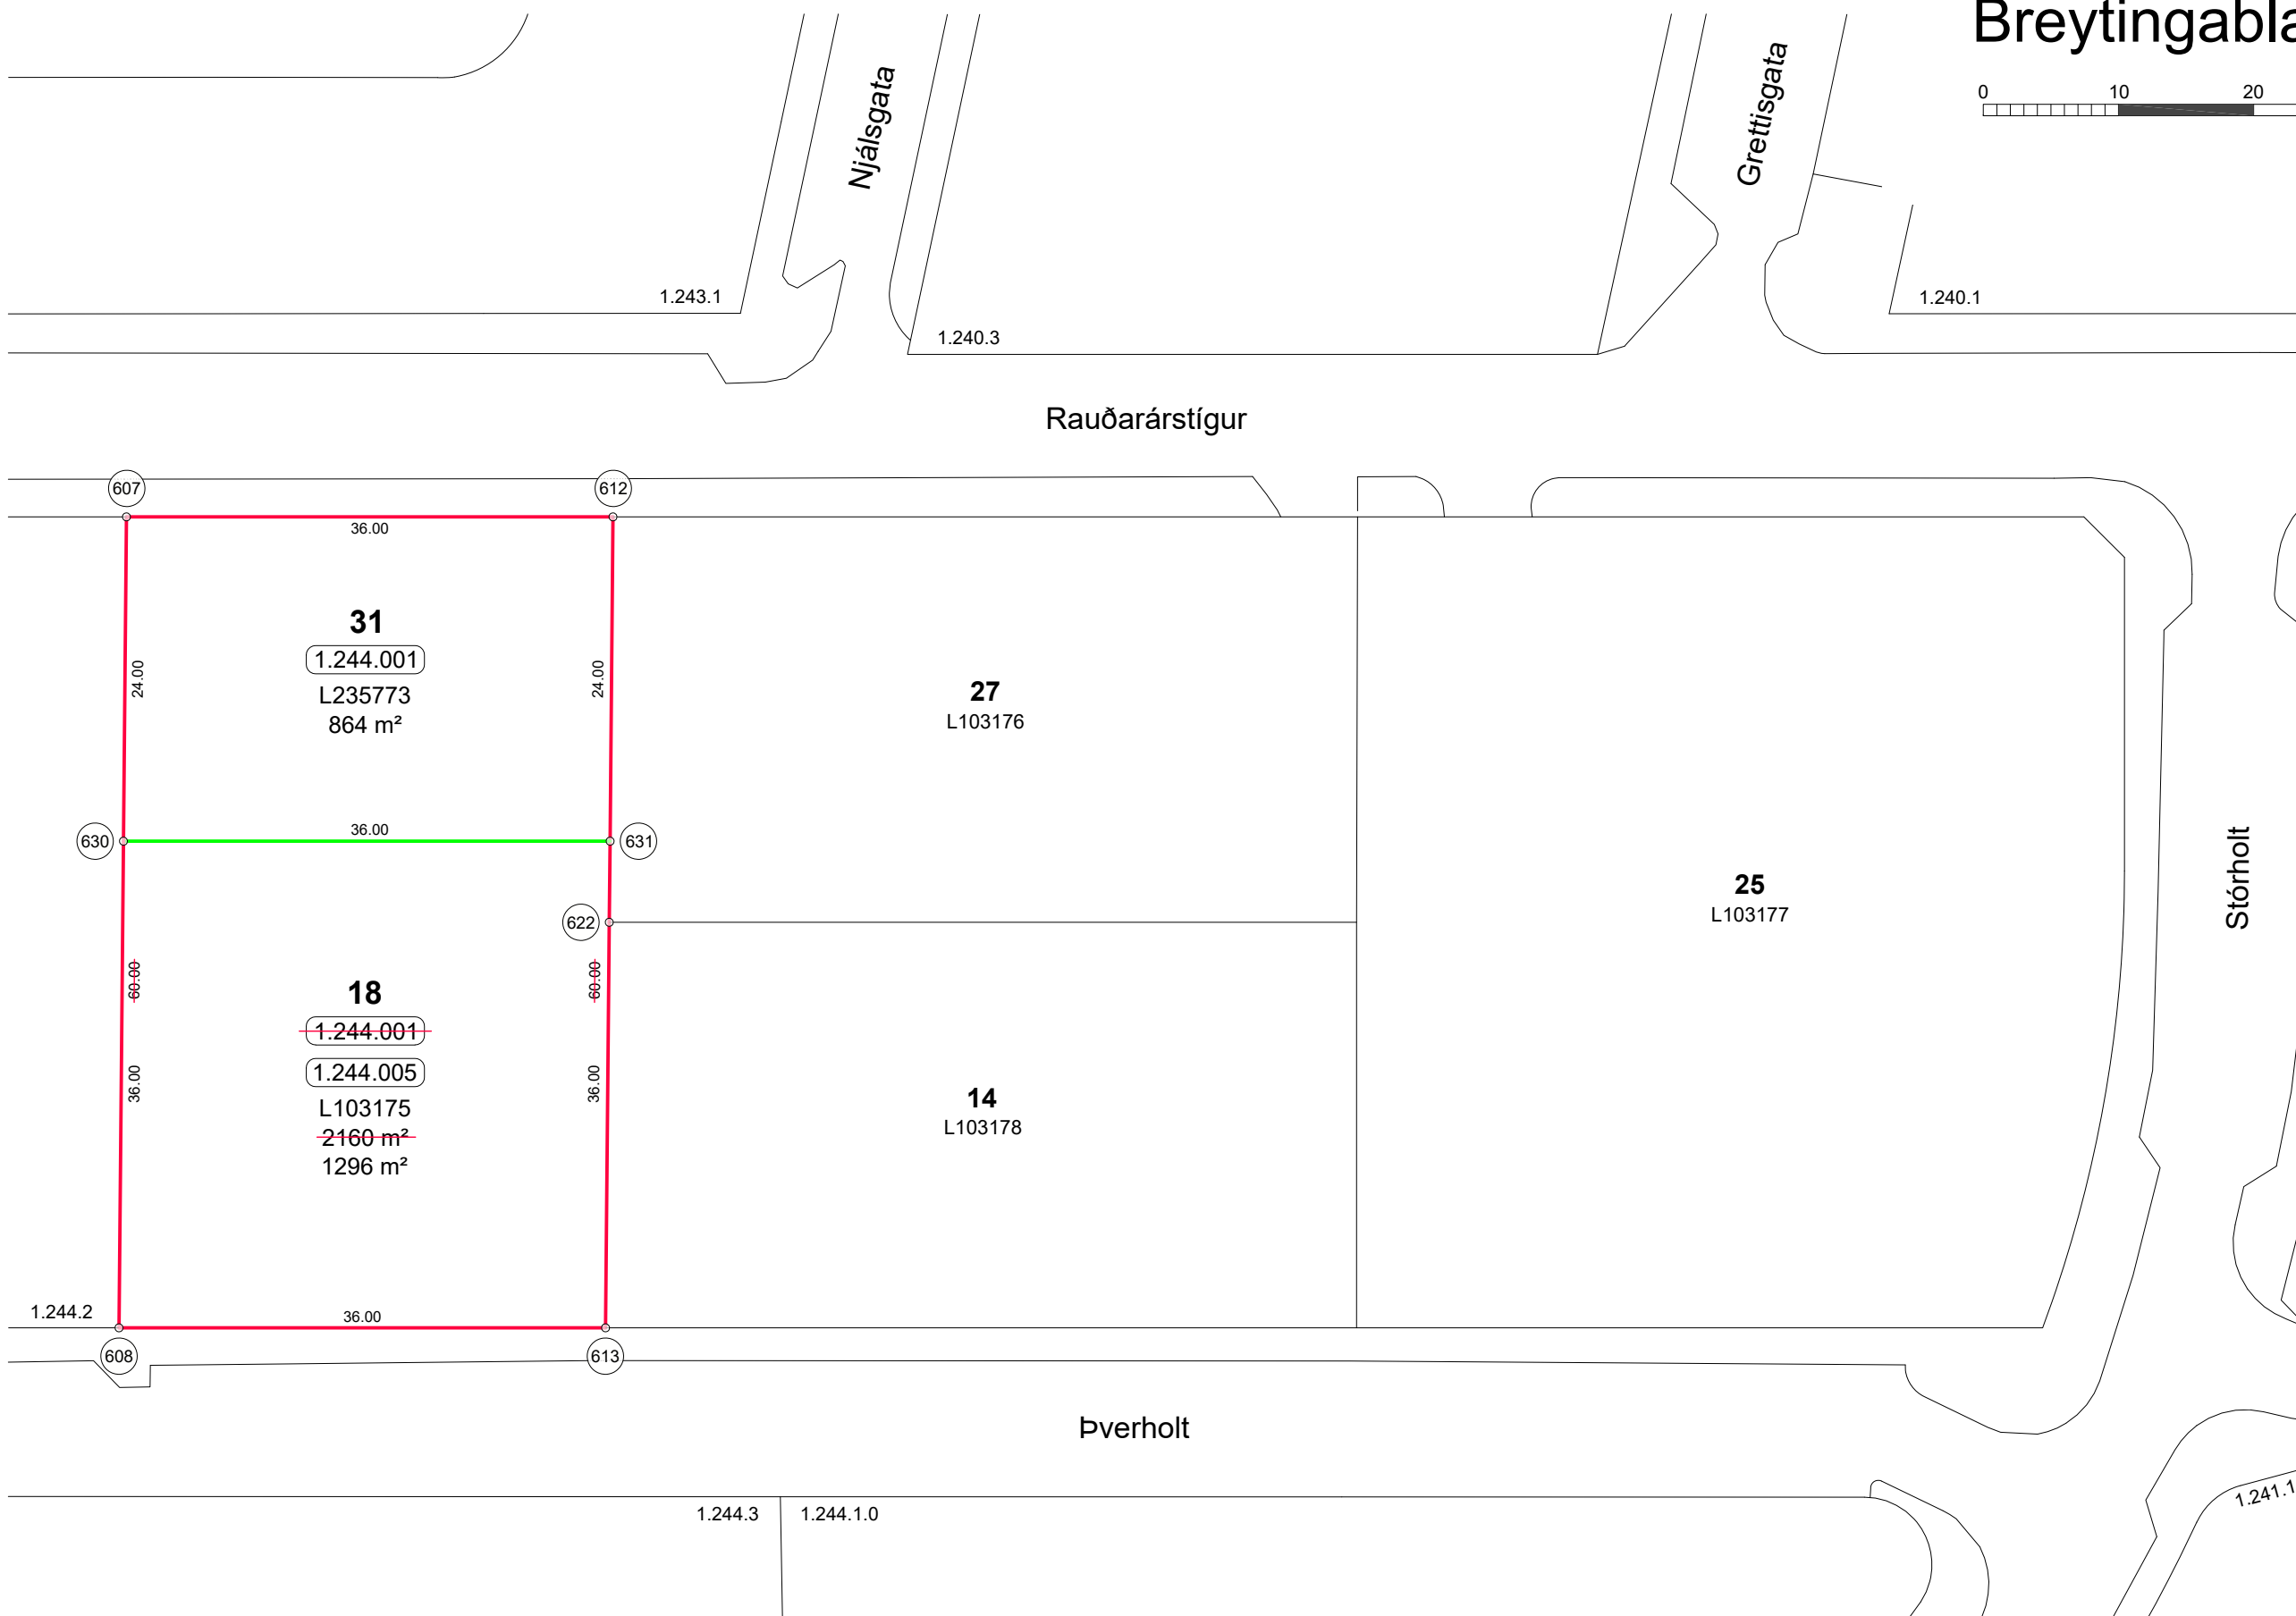 Breytingabla
0 10 20
Njálsgata
Grettisgata
1.243.1
1.240.3
1.240.1
Rauðarárstígur
607
612
36.00
31
1.244.001
L235773
864 m²
24.00
24.00
27
L103176
630
36.00
631
622
25
L103177
Stórholt
60.00
60.00
18
1.244.001
1.244.005
L103175
2160 m²
1296 m²
36.00
36.00
14
L103178
1.244.2
36.00
608
613
Þverholt
1.244.3
1.244.1.0
1.241.1